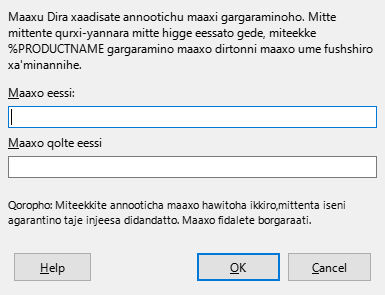 Maaxu Dira xaadisate annootichu maaxi gargaraminoho. Mitte
mittente qurxi-yannara mitte higge eessato gede, miteekke
%PRODUCTNAME gargaramino maaxo dirtonni maaxo ume fushshiro
xa'minannihe.
Maaxo eessi:
Maaxo qolte eessi
Qoropho: Miteekkite annooticha maaxo hawitoha ikkiro,mittenta iseni
agarantino taje injeesa didandatto. Maaxo fidalete borgaraati.
Help
OK
Cancel